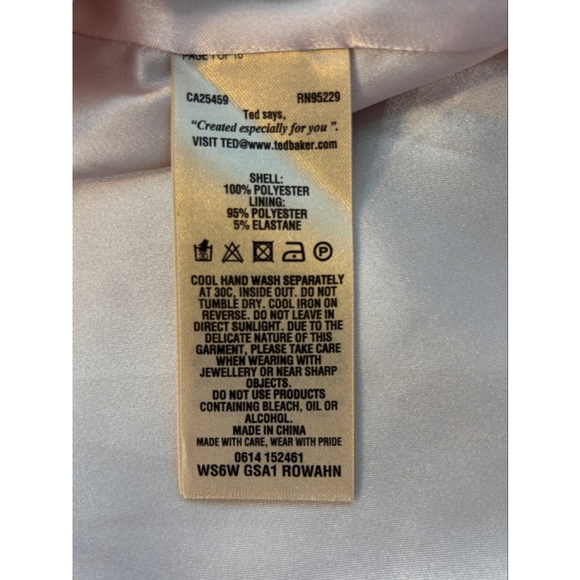 PAGE 1 OF 10
CA25459 RN95229
Ted says,
"Created especially for you".
VISIT TED@www.tedbaker.com
SHELL:
100% POLYESTER
LINING:
95% POLYESTER
5% ELASTANE
P
COOL HAND WASH SEPARATELY
AT 30C, INSIDE OUT. DO NOT
TUMBLE DRY. COOL IRON ON
REVERSE. DO NOT LEAVE IN
DIRECT SUNLIGHT. DUE TO THE
DELICATE NATURE OF THIS
GARMENT, PLEASE TAKE CARE
WHEN WEARING WITH
JEWELLERY OR NEAR SHARP
OBJECTS.
DO NOT USE PRODUCTS
CONTAINING BLEACH, OIL OR
ALCOHOL.
MADE IN CHINA
MADE WITH CARE, WEAR WITH PRIDE
0614 152461
WS6W GSA1 ROWAHN